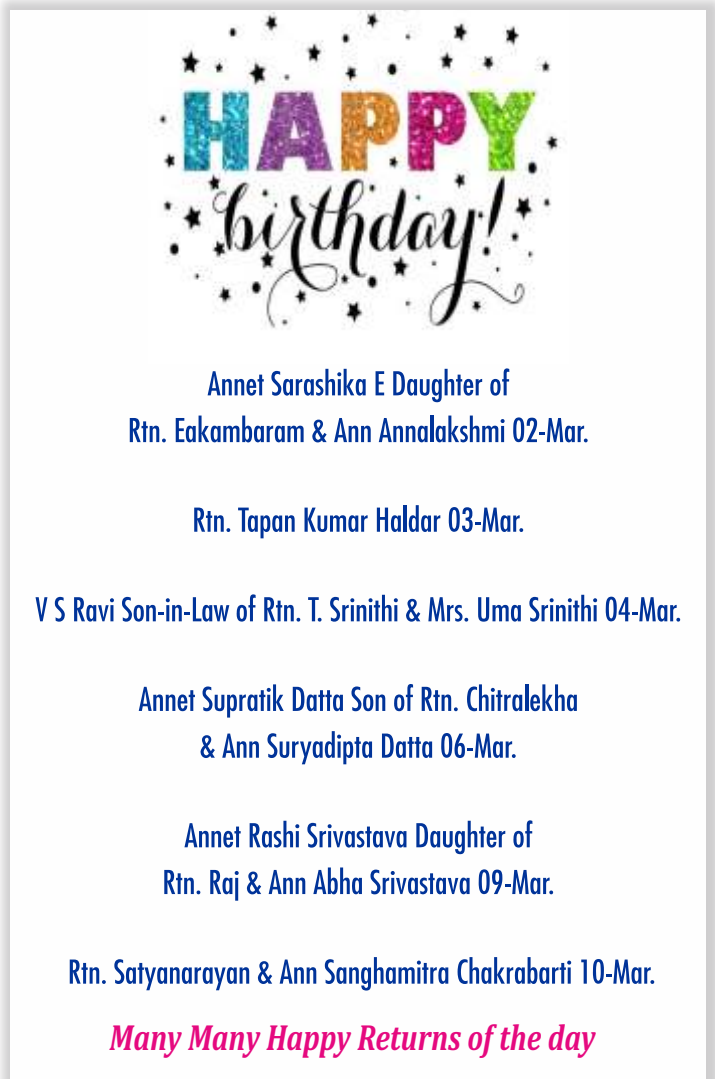 HAPPY
birthday!
Annet Sarashika E Daughter of
Rtn. Eakambaram & Ann Annalakshmi 02-Mar.
Rtn. Tapan Kumar Haldar 03-Mar.
V S Ravi Son-in-Law of Rtn. T. Srinithi & Mrs. Uma Srinithi 04-Mar.
Annet Supratik Datta Son of Rtn. Chitralekha
& Ann Suryadipta Datta 06-Mar.
Annet Rashi Srivastava Daughter of
Rtn. Raj & Ann Abha Srivastava 09-Mar.
Rtn. Satyanarayan & Ann Sanghamitra Chakrabarti 10-Mar.
Many Many Happy Returns of the day